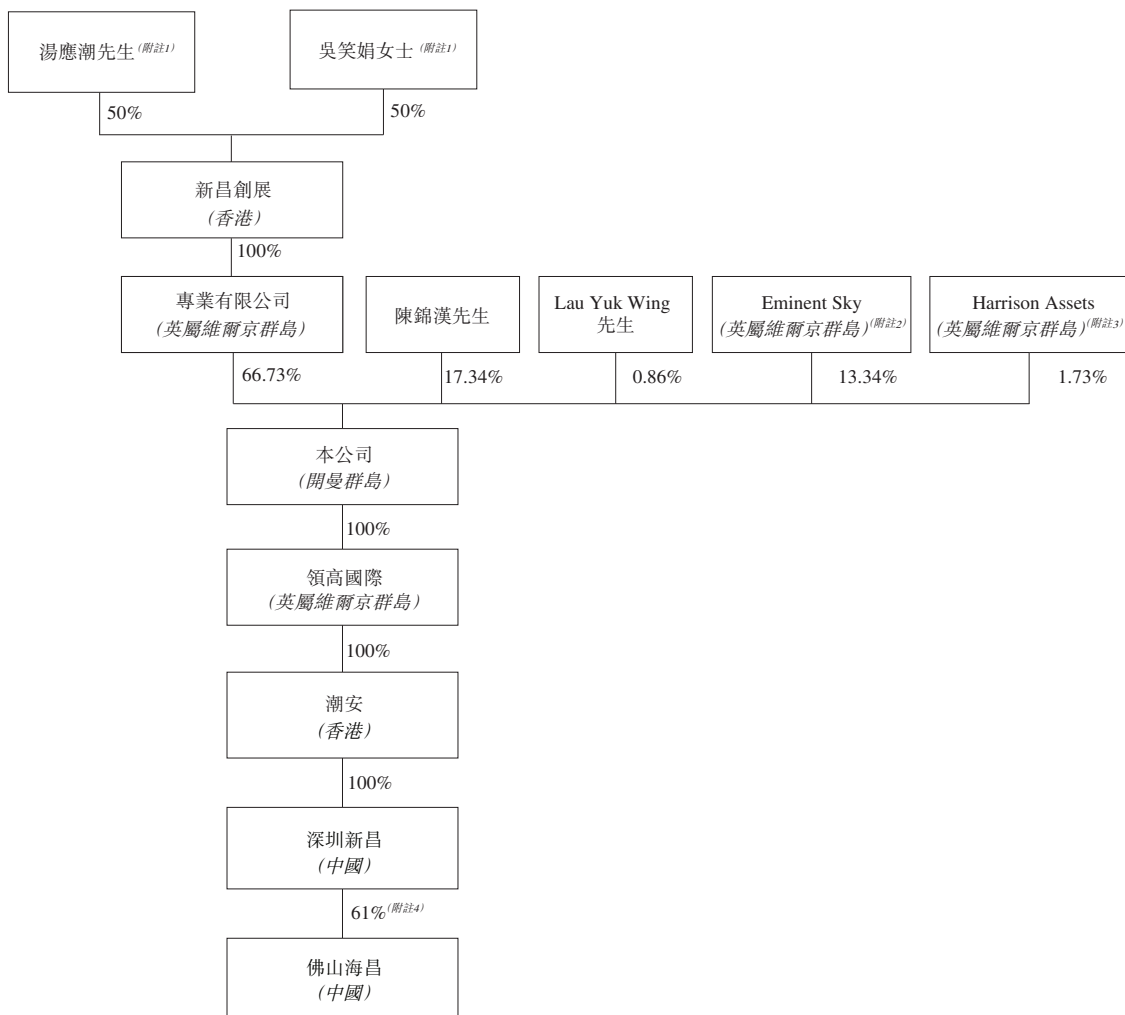 湯應潮先生(附註1)
吳笑娟女士(附註1)
50%
50%
新昌創展
(香港)
100%
專業有限公司
(英屬維爾京群島)
陳錦漢先生
Lau Yuk Wing
先生
Eminent Sky
(英屬維爾京群島)(附註2)
Harrison Assets
(英屬維爾京群島)(附註3)
66.73%
17.34%
0.86%
13.34%
1.73%
本公司
(開曼群島)
100%
領高國際
(英屬維爾京群島)
100%
潮安
(香港)
100%
深圳新昌
(中國)
61%(附註4)
佛山海昌
(中國)